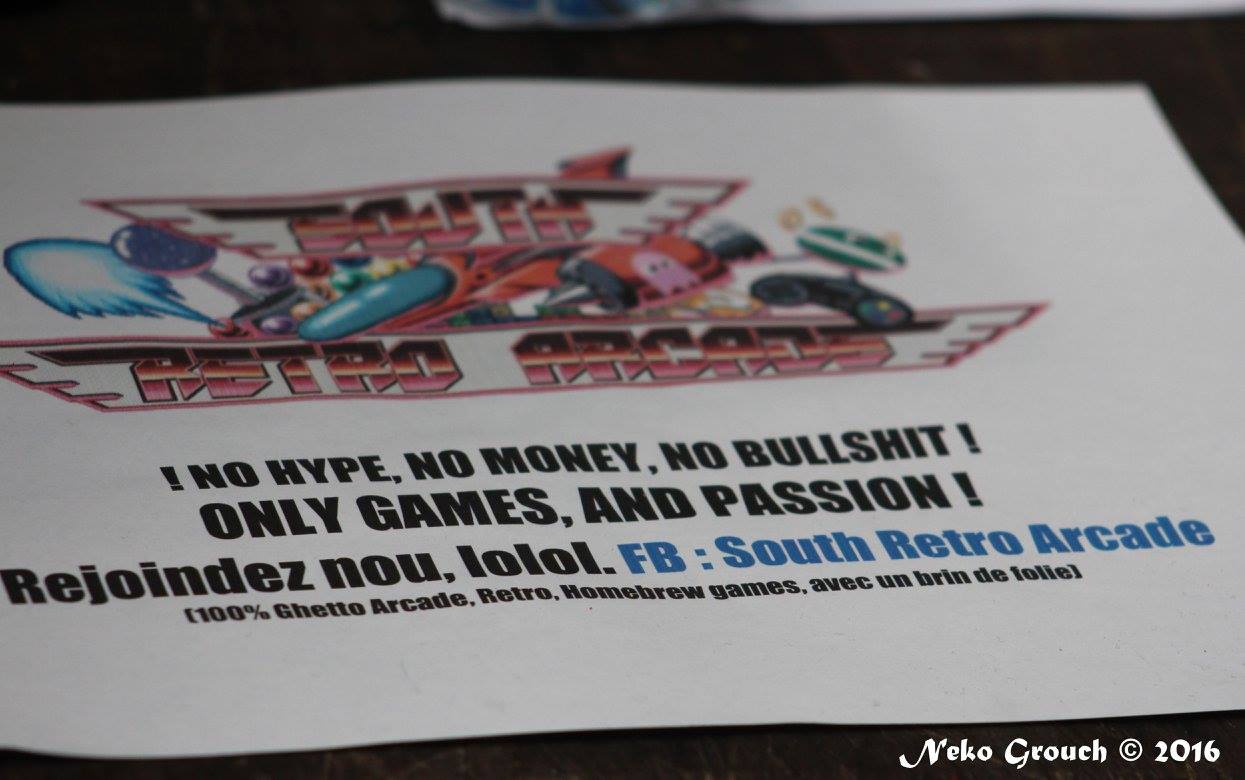 SOUTH
RETRO ARCADE
! NO HYPE, NO MONEY, NO BULLSHIT !
ONLY GAMES, AND PASSION !
Rejoindez nou, lolol. FB : South Retro Arcade
(100% Ghetto Arcade, Retro, Homebrew games, avec un brin de folie)
Neko Grouch © 2016